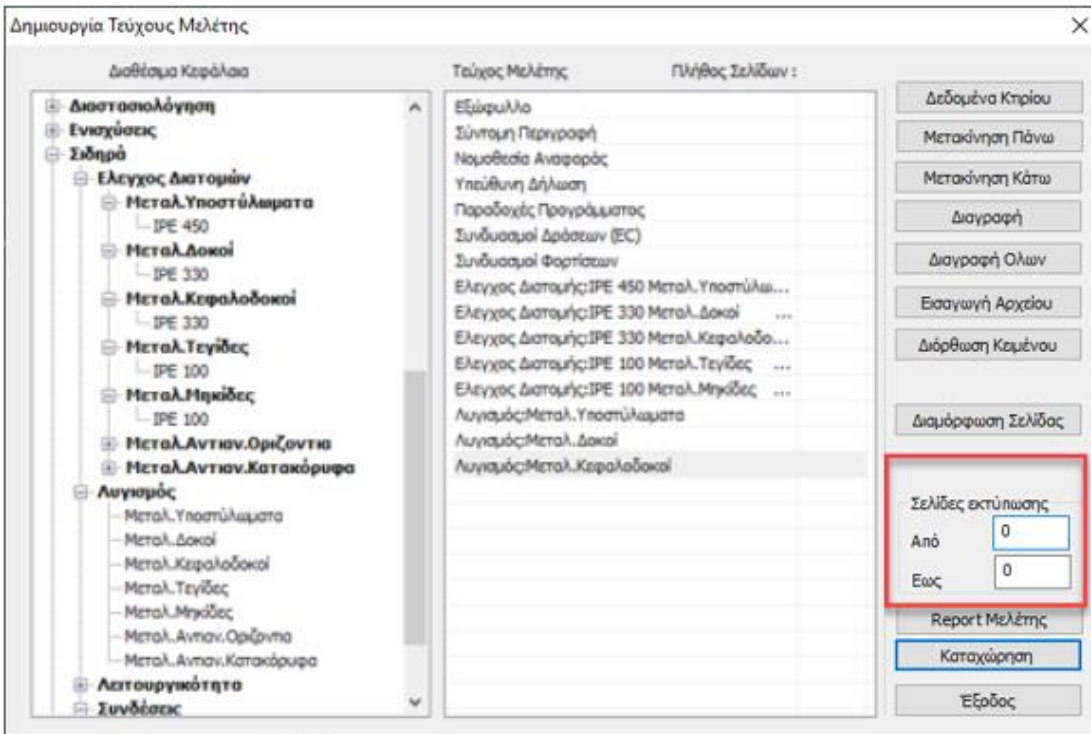 Δημιουργία Τεύχους Μελέτης
Διαθέσιμα Κεφάλαια
Διαστασιολόγηση
Ενισχύσεις
Σιδηρά
Ελεγχος Διατομών
Μεταλ.Υποστύλωματα
IPE 450
Μεταλ.Δοκοί
IPE 330
Μεταλ.Κεφαλοδοκοί
IPE 330
Μεταλ.Τεγίδες
IPE 100
Μεταλ.Μηκίδες
IPE 100
Μεταλ.Αντιαν.Οριζοντια
Μεταλ.Αντιαν.Κατακόρυφα
Λυγισμός
Μεταλ.Υποστύλωματα
Μεταλ.Δοκοί
Μεταλ.Κεφαλοδοκοί
Μεταλ.Τεγίδες
Μεταλ.Μηκίδες
Μεταλ.Αντιαν.Οριζοντια
Μεταλ.Αντιαν.Κατακόρυφα
Λειτουργικότητα
Συνδέσεις
Τεύχος Μελέτης Πλήθος Σελίδων :
Εξώφυλλο
Σύντομη Περιγραφή
Νομοθεσία Αναφοράς
Υπεύθυνη Δήλωση
Παραδοχές Προγράμματος
Συνδυασμοί Δράσεων (EC)
Συνδυασμοί Φορτίσεων
Ελεγχος Διατομής:IPE 450 Μεταλ.Υποστύλω...
Ελεγχος Διατομής:IPE 330 Μεταλ.Δοκοί ...
Ελεγχος Διατομής:IPE 330 Μεταλ.Κεφαλοδο...
Ελεγχος Διατομής:IPE 100 Μεταλ.Τεγίδες ...
Ελεγχος Διατομής:IPE 100 Μεταλ.Μηκίδες ...
Λυγισμός:Μεταλ.Υποστύλωματα
Λυγισμός:Μεταλ.Δοκοί
Λυγισμός:Μεταλ.Κεφαλοδοκοί
Δεδομένα Κτηρίου
Μετακίνηση Πάνω
Μετακίνηση Κάτω
Διαγραφή
Διαγραφή Ολων
Εισαγωγή Αρχείου
Διόρθωση Κειμένου
Διαμόρφωση Σελίδας
Σελίδες εκτύπωσης
Από 0
Εως 0
Report Μελέτης
Καταχώρηση
Έξοδος